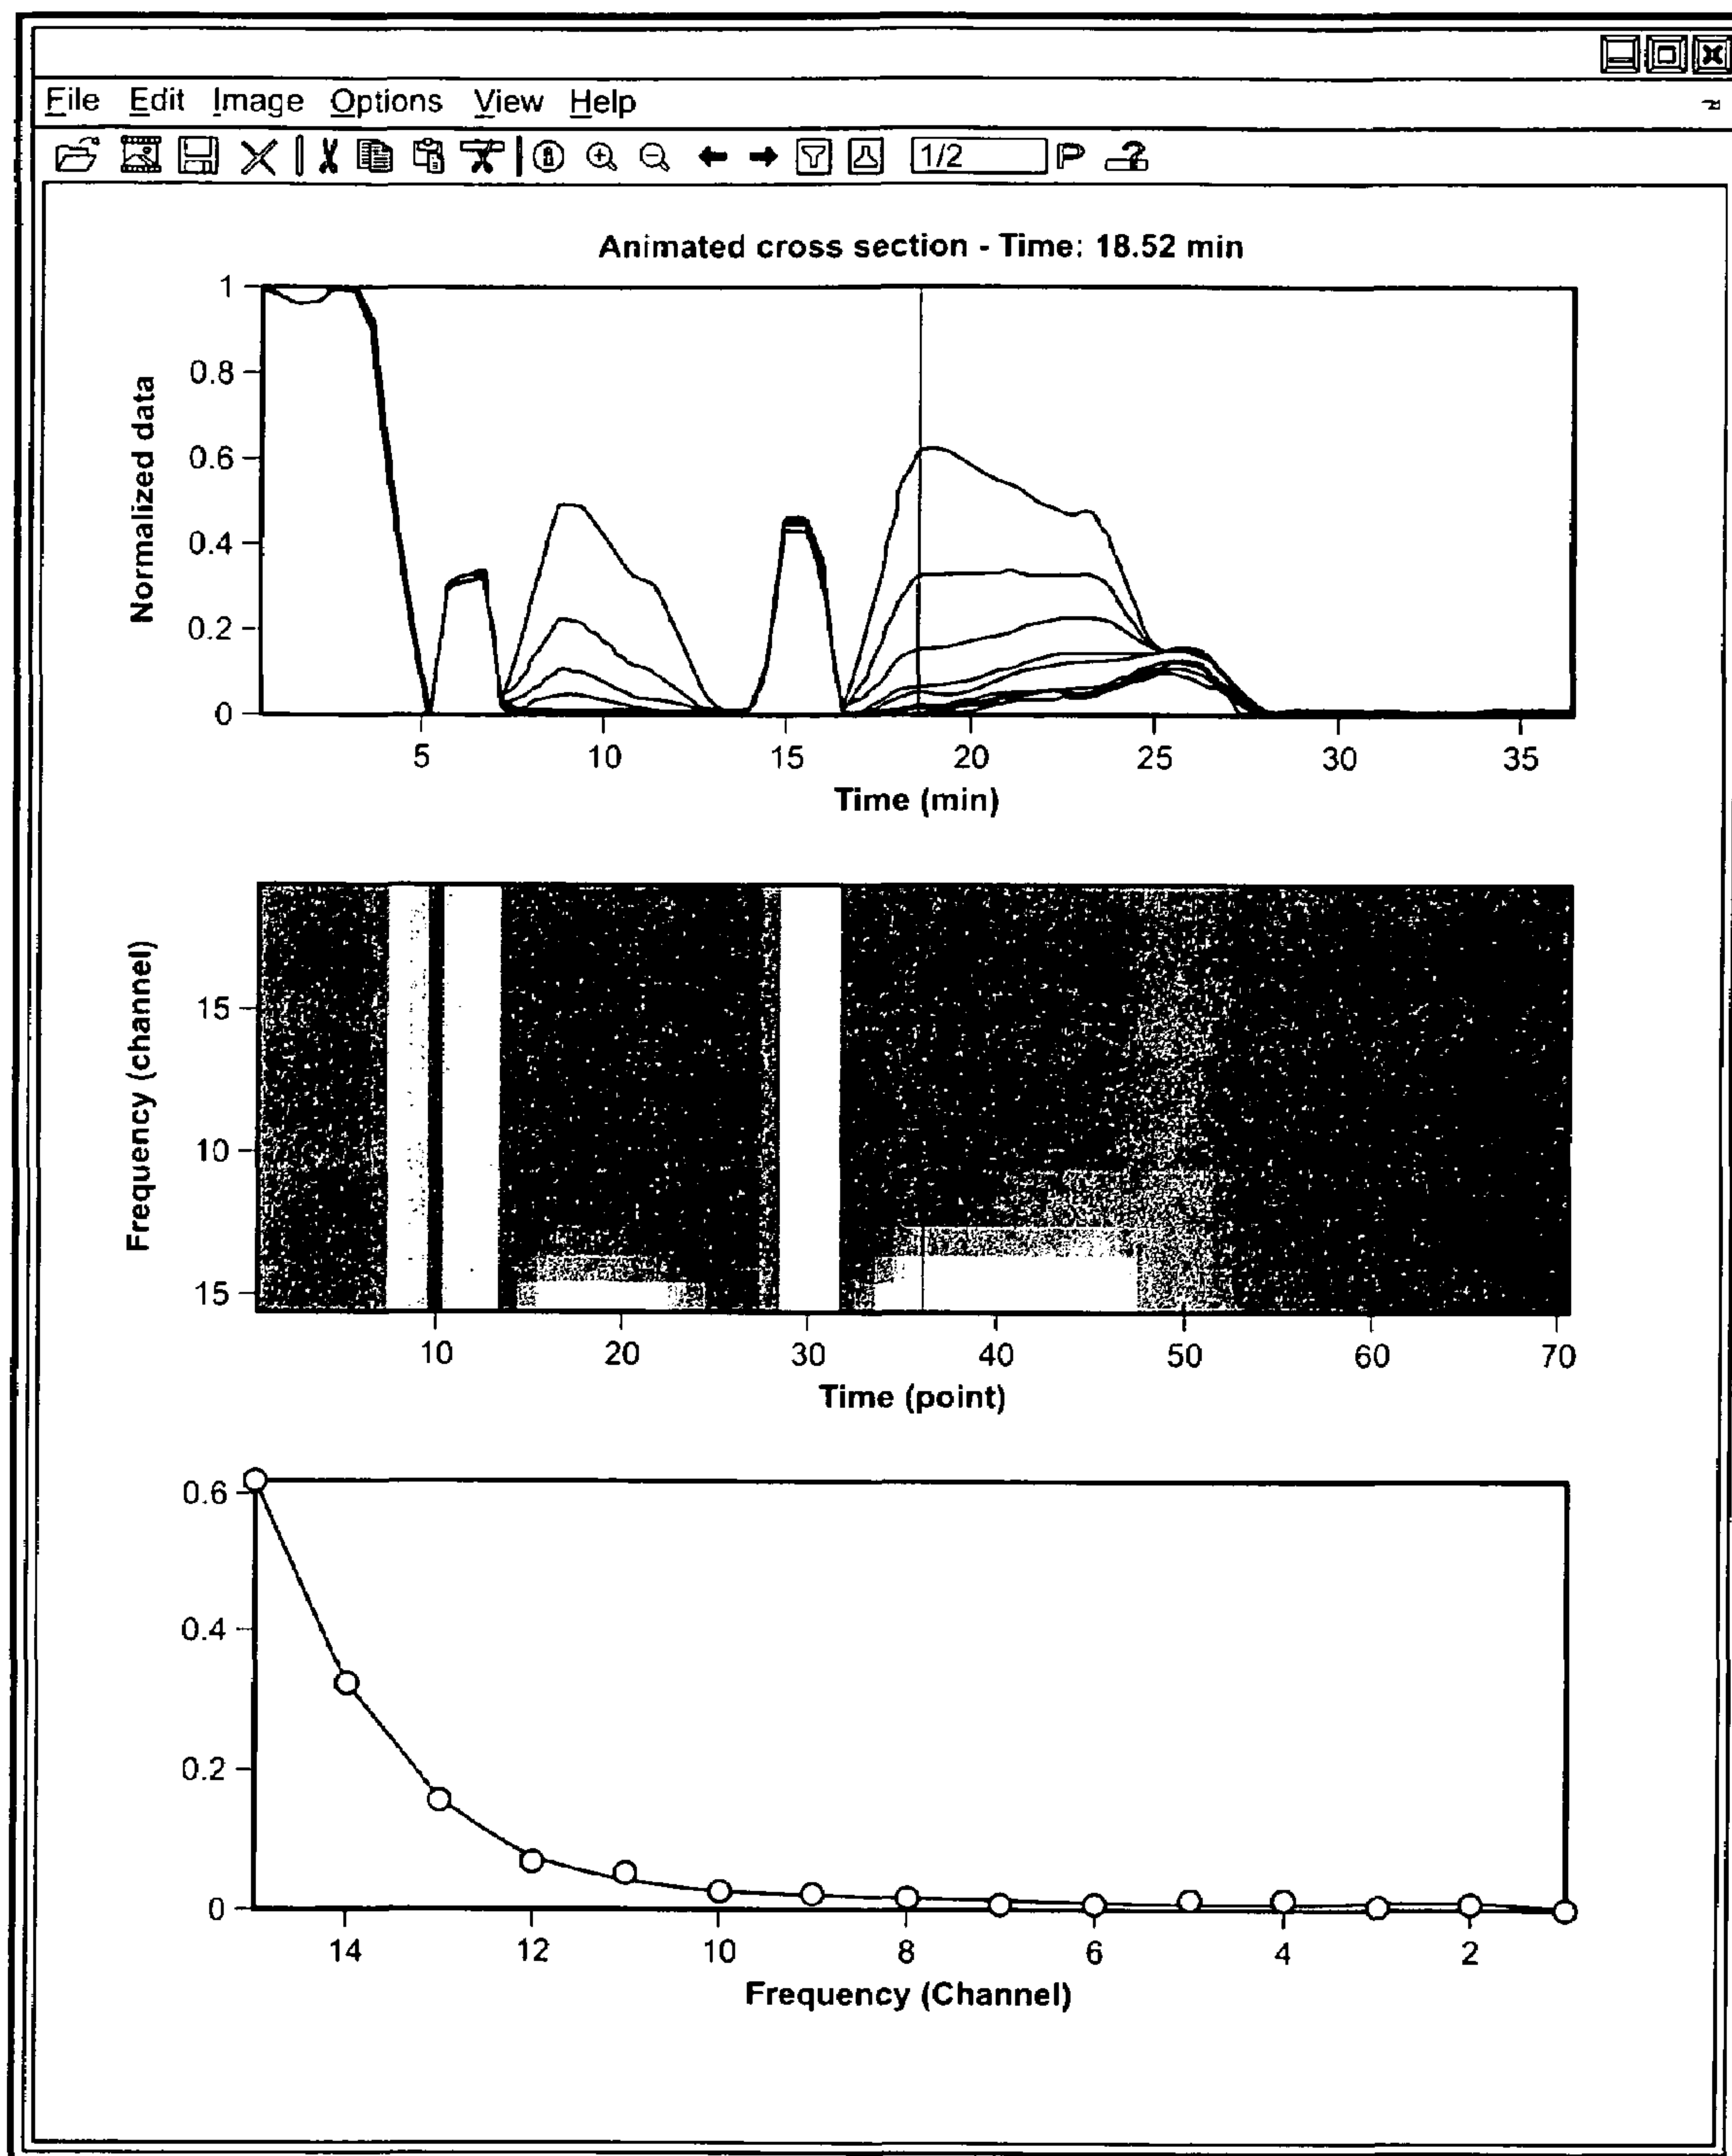 File Edit Image Options View Help
1/2 P ?
Animated cross section - Time: 18.52 min
Normalized data
1
0.8
0.6
0.4
0.2
0
5 10 15 20 25 30 35
Time (min)
Frequency (channel)
15
10
15
10 20 30 40 50 60 70
Time (point)
0.6
0.4
0.2
0
14 12 10 8 6 4 2
Frequency (Channel)